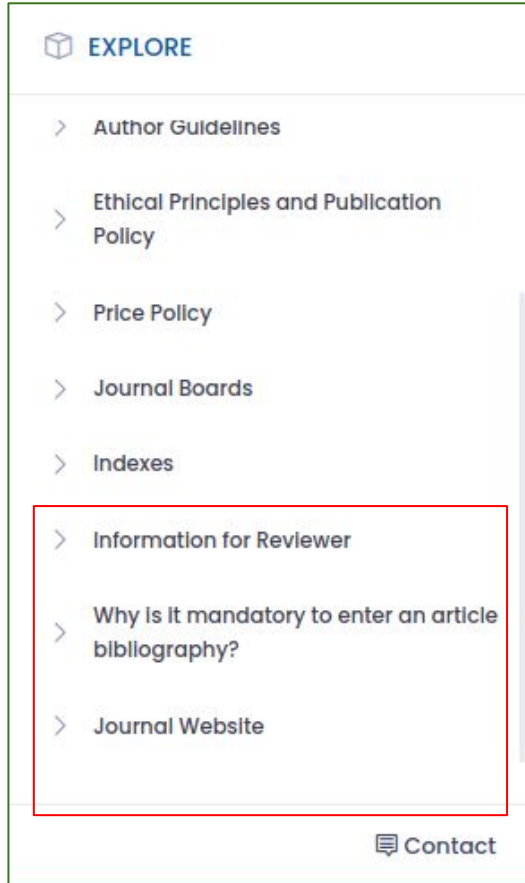 EXPLORE
Author Guidelines
Ethical Principles and Publication
Policy
Price Policy
Journal Boards
Indexes
Information for Reviewer
Why is it mandatory to enter an article
bibliography?
Journal Website
Contact